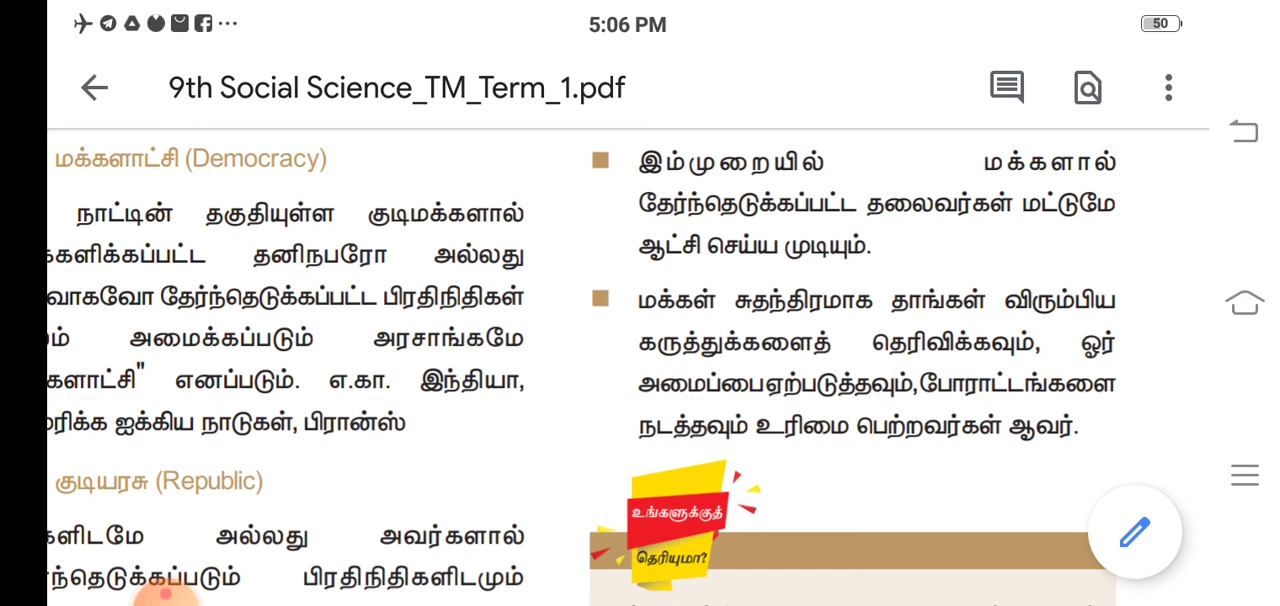 5:06 PM
50
9th Social Science_TM_Term_1.pdf
மக்களாட்சி (Democracy)
நாட்டின் தகுதியுள்ள குடிமக்களால்
தனிநபரோ அல்லது
தேர்ந்தெடுக்கப்பட்ட பிரதிநிதிகள்
அமைக்கப்படும் அரசாங்கமே
எனப்படும். எ.கா. இந்தியா,
ஐக்கிய நாடுகள், பிரான்ஸ்
குடியரசு (Republic)
அல்லது அவர்களால்
பிரதிநிதிகளிடமும்
இம்முறையில் மக்களால்
தேர்ந்தெடுக்கப்பட்ட தலைவர்கள் மட்டுமே
ஆட்சி செய்ய முடியும்.
மக்கள் சுதந்திரமாக தாங்கள் விரும்பிய
கருத்துக்களைத் தெரிவிக்கவும், ஓர்
அமைப்பைஏற்படுத்தவும்,போராட்டங்களை
நடத்தவும் உரிமை பெற்றவர்கள் ஆவர்.
உங்களுக்குத்
தெரியுமா?